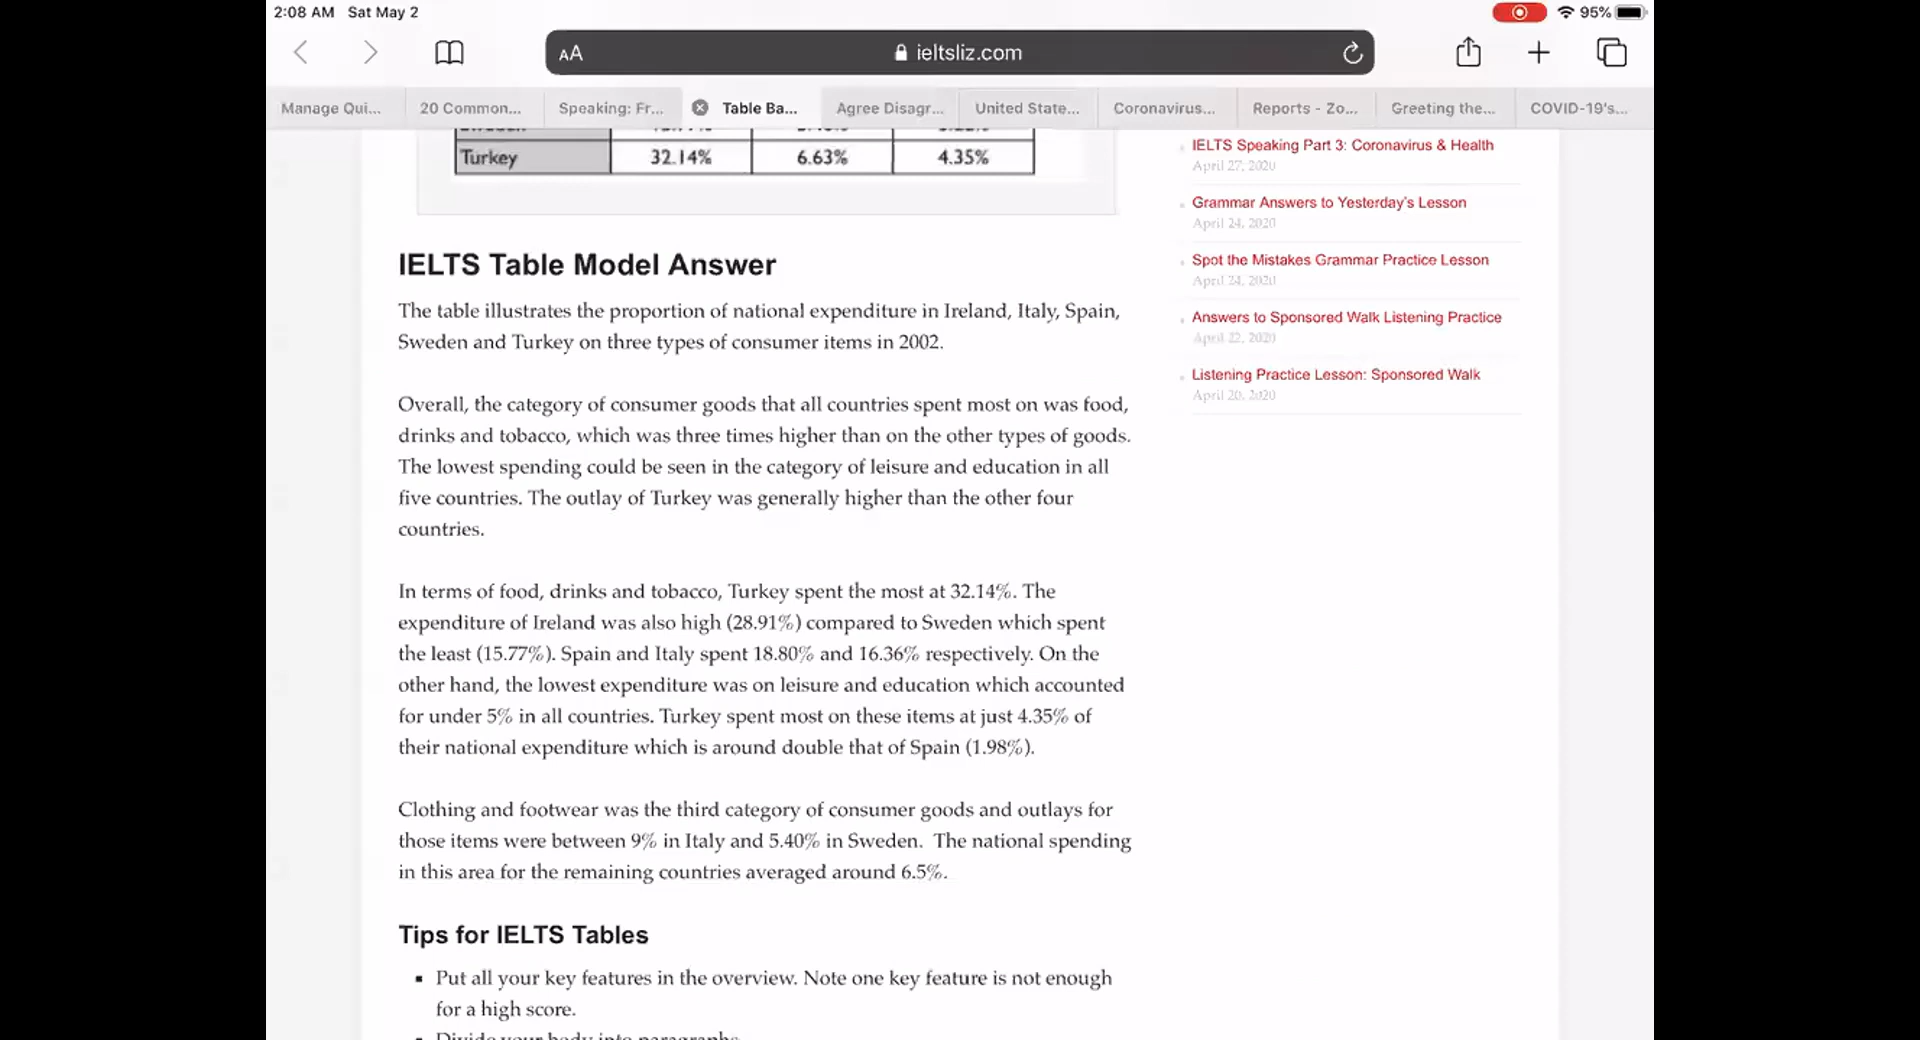 2:08 AM Sat May 2
95%
AA
ieltsliz.com
Manage Qui... 20 Common... Speaking: Fr... Table Ba... Agree Disagr... United State... Coronavirus... Reports - Zo... Greeting the... COVID-19's...
Turkey 32.14% 6.63% 4.35%
IELTS Table Model Answer
The table illustrates the proportion of national expenditure in Ireland, Italy, Spain,
Sweden and Turkey on three types of consumer items in 2002.
Overall, the category of consumer goods that all countries spent most on was food,
drinks and tobacco, which was three times higher than on the other types of goods.
The lowest spending could be seen in the category of leisure and education in all
five countries. The outlay of Turkey was generally higher than the other four
countries.
In terms of food, drinks and tobacco, Turkey spent the most at 32.14%. The
expenditure of Ireland was also high (28.91%) compared to Sweden which spent
the least (15.77%). Spain and Italy spent 18.80% and 16.36% respectively. On the
other hand, the lowest expenditure was on leisure and education which accounted
for under 5% in all countries. Turkey spent most on these items at just 4.35% of
their national expenditure which is around double that of Spain (1.98%).
Clothing and footwear was the third category of consumer goods and outlays for
those items were between 9% in Italy and 5.40% in Sweden. The national spending
in this area for the remaining countries averaged around 6.5%.
Tips for IELTS Tables
Put all your key features in the overview. Note one key feature is not enough
for a high score.
Divide your body into paragraphs
IELTS Speaking Part 3: Coronavirus & Health
April 27, 2020
Grammar Answers to Yesterday's Lesson
April 24, 2020
Spot the Mistakes Grammar Practice Lesson
April 24, 2020
Answers to Sponsored Walk Listening Practice
April 22, 2020
Listening Practice Lesson: Sponsored Walk
April 20, 2020